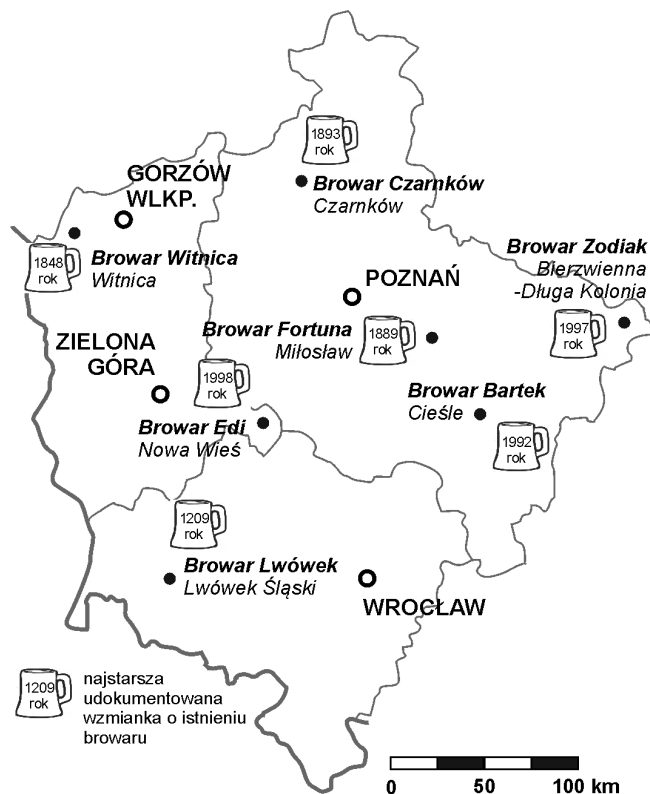 1893
rok
GORZÓW
WLKP.
Browar Czarnków
Czarnków
1848
rok
Browar Witnica
Witnica
Browar Zodiak
Bierzwienna
-Długa Kolonia
POZNAŃ
1997
rok
Browar Fortuna
Miłosław
1889
rok
ZIELONA
GÓRA
1998
rok
Browar Bartek
Cieśle
Browar Edi
Nowa Wieś
1992
rok
1209
rok
Browar Lwówek
Lwówek Śląski
WROCŁAW
1209
rok
najstarsza
udokumentowana
wzmianka o istnieniu
browaru
0 50 100 km